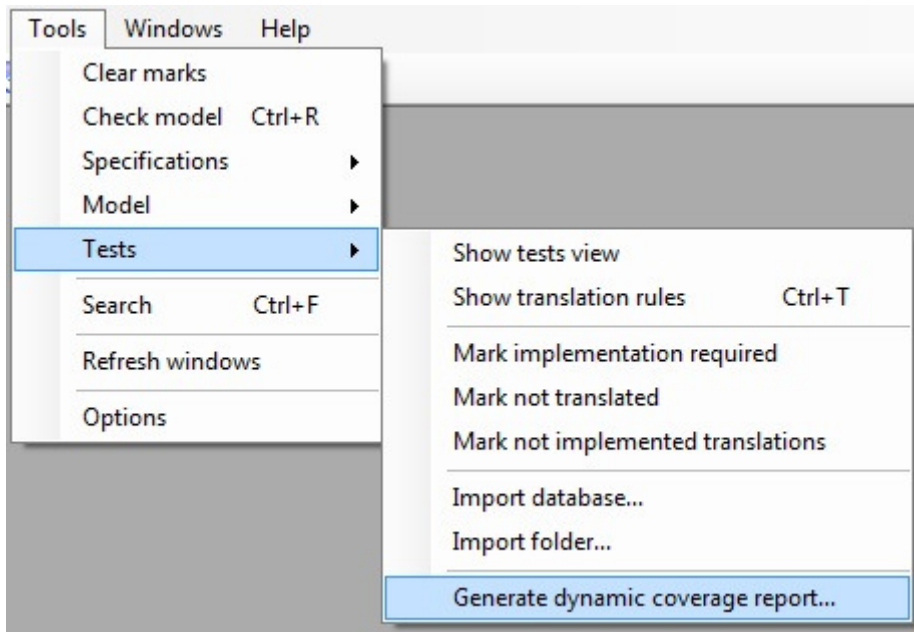 Tools Windows Help
Clear marks
Check model Ctrl+R
Specifications
Model
Tests
Search Ctrl+F
Refresh windows
Options
Show tests view
Show translation rules Ctrl+T
Mark implementation required
Mark not translated
Mark not implemented translations
Import database...
Import folder...
Generate dynamic coverage report...